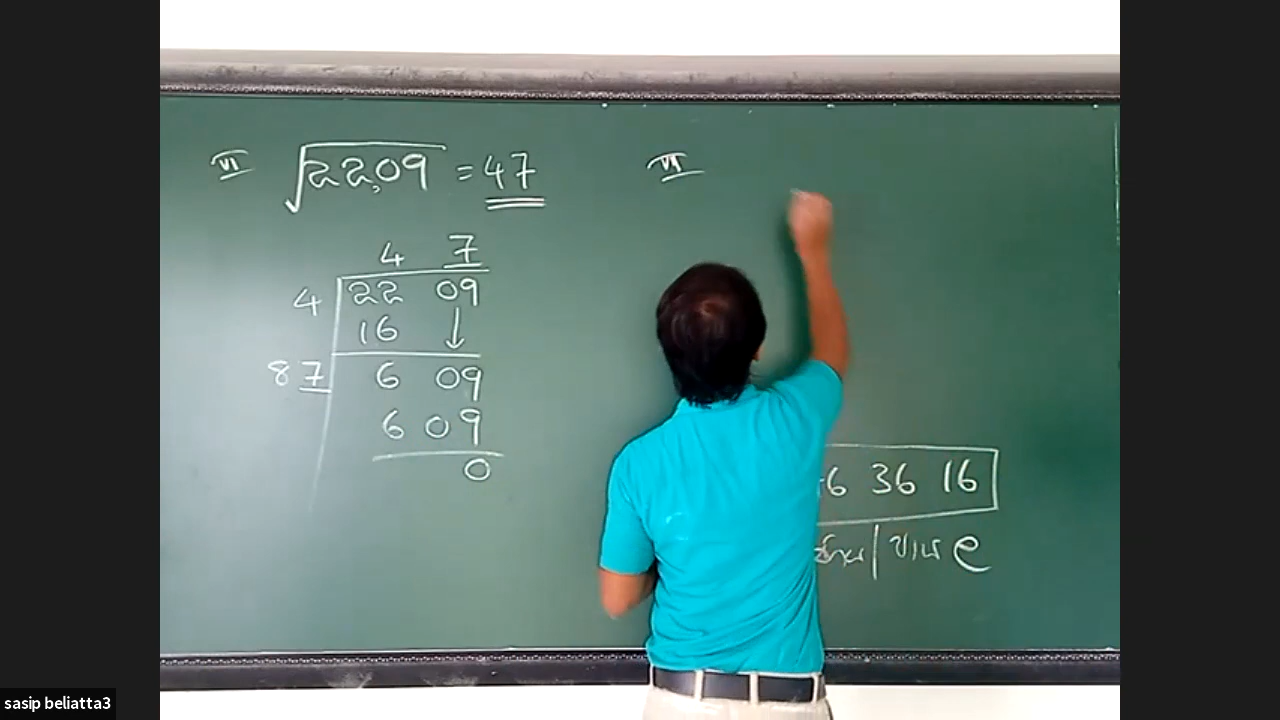 VI √22,09 = 47
4 7
4 22 09
16 ↓
87 6 09
6 09
0
VII
6 36 16
sasip beliatta3